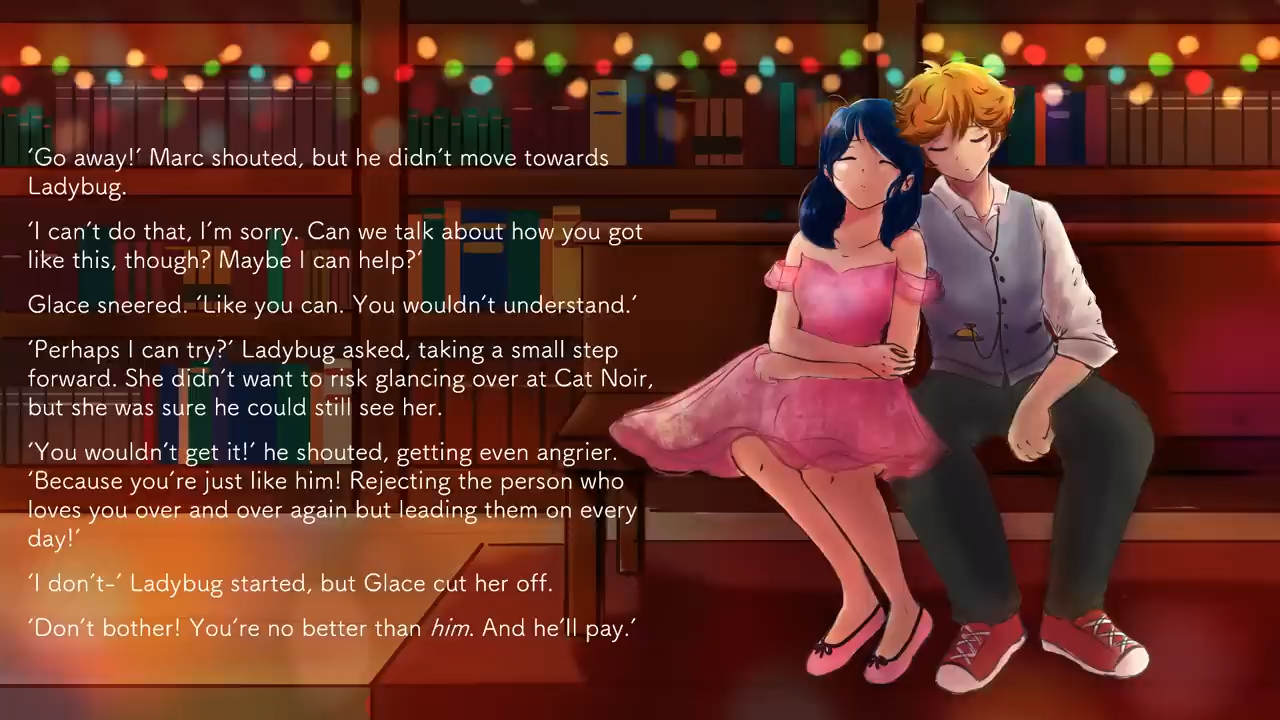 ‘Go away!’ Marc shouted, but he didn’t move towards
Ladybug.
‘I can’t do that, I’m sorry. Can we talk about how you got
like this, though? Maybe I can help?’
Glace sneered. ‘Like you can. You wouldn’t understand.’
‘Perhaps I can try?’ Ladybug asked, taking a small step
forward. She didn’t want to risk glancing over at Cat Noir,
but she was sure he could still see her.
‘You wouldn’t get it!’ he shouted, getting even angrier.
‘Because you’re just like him! Rejecting the person who
loves you over and over again but leading them on every
day!’
‘I don’t-’ Ladybug started, but Glace cut her off.
‘Don’t bother! You’re no better than him. And he’ll pay.’